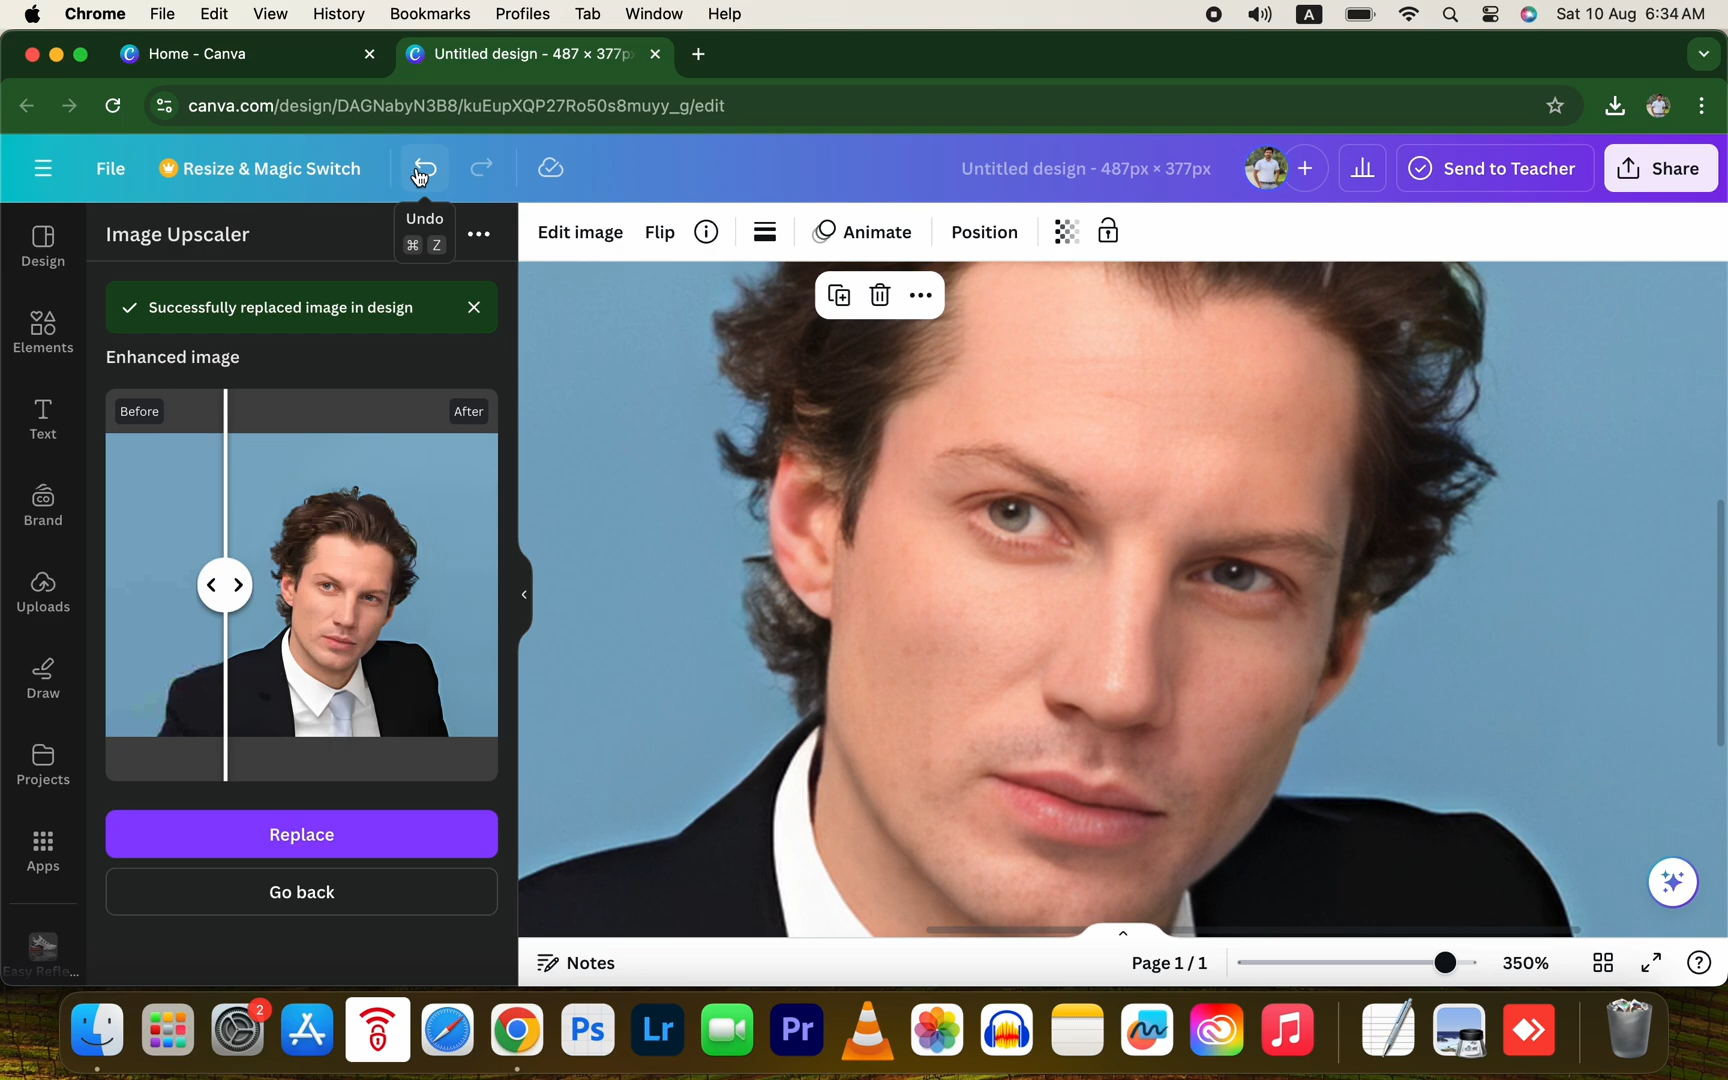 Chrome File Edit View History Bookmarks Profiles Tab Window Help A Sat 10 Aug 6:34 AM
Home - Canva Untitled design - 487 × 377p
canva.com/design/DAGNabyN3B8/kuEupXQP27Ro50s8muyy_g/edit
File Resize & Magic Switch Untitled design - 487px × 377px Send to Teacher Share
Undo
⌘ Z
Image Upscaler
Edit image Flip Animate Position
Design
Elements
Text
Brand
Uploads
Draw
Projects
Apps
Easy Refle...
Successfully replaced image in design
Enhanced image
Before After
Replace
Go back
Notes Page 1 / 1 350%
2
Ps Lr Pr